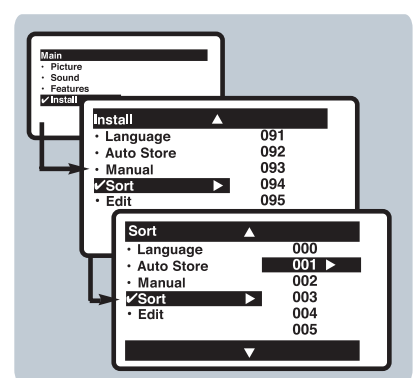 Main
· Picture
· Sound
· Features
✔ Install
Install ▲
· Language 091
· Auto Store 092
· Manual 093
✔Sort ▶ 094
· Edit 095
Sort ▲
· Language 000
· Auto Store 001 ▶
· Manual 002
✔Sort ▶ 003
· Edit 004
005
▼